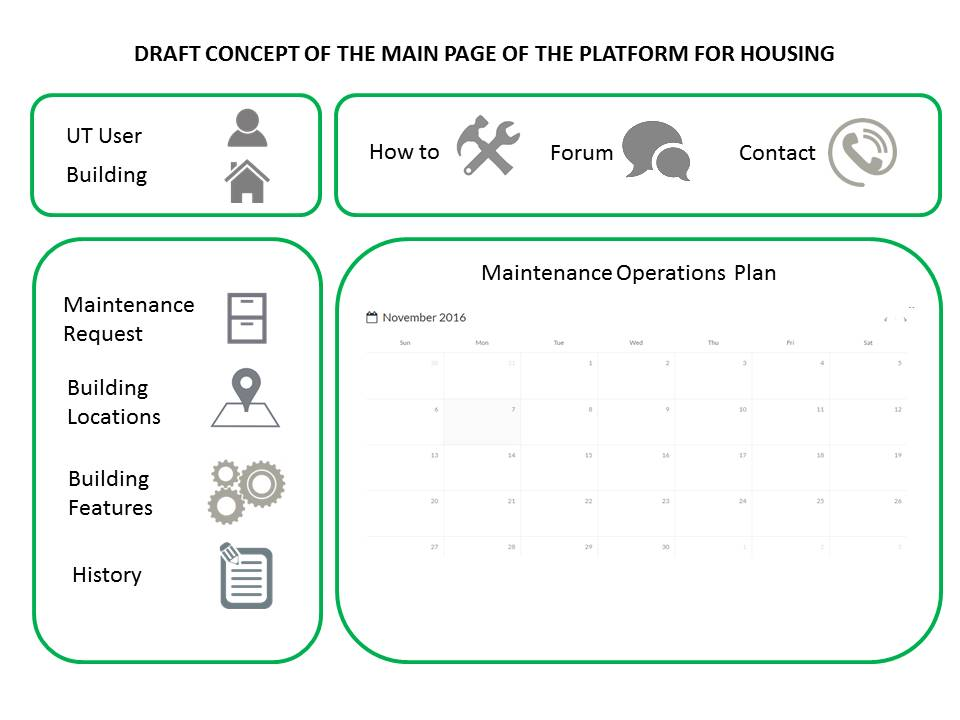 DRAFT CONCEPT OF THE MAIN PAGE OF THE PLATFORM FOR HOUSING
UT User
Building
How to
Forum
Contact
Maintenance
Request
Building
Locations
Building
Features
History
Maintenance Operations Plan
November 2016
Sun Mon Tue Wed Thu Fri Sat
30 31 1 2 3 4 5
6 7 8 9 10 11 12
13 14 15 16 17 18 19
20 21 22 23 24 25 26
27 28 29 30 1 2 3